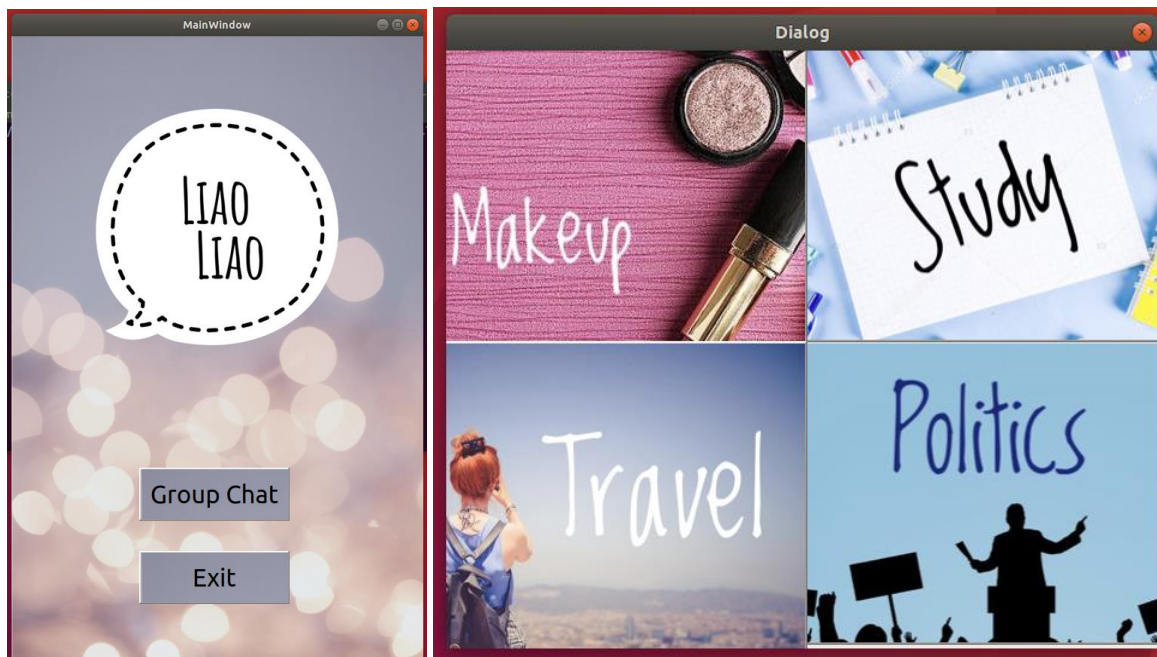 MainWindow
LIAO
LIAO
Group Chat
Exit
Dialog
Makeup
Study
Travel
Politics